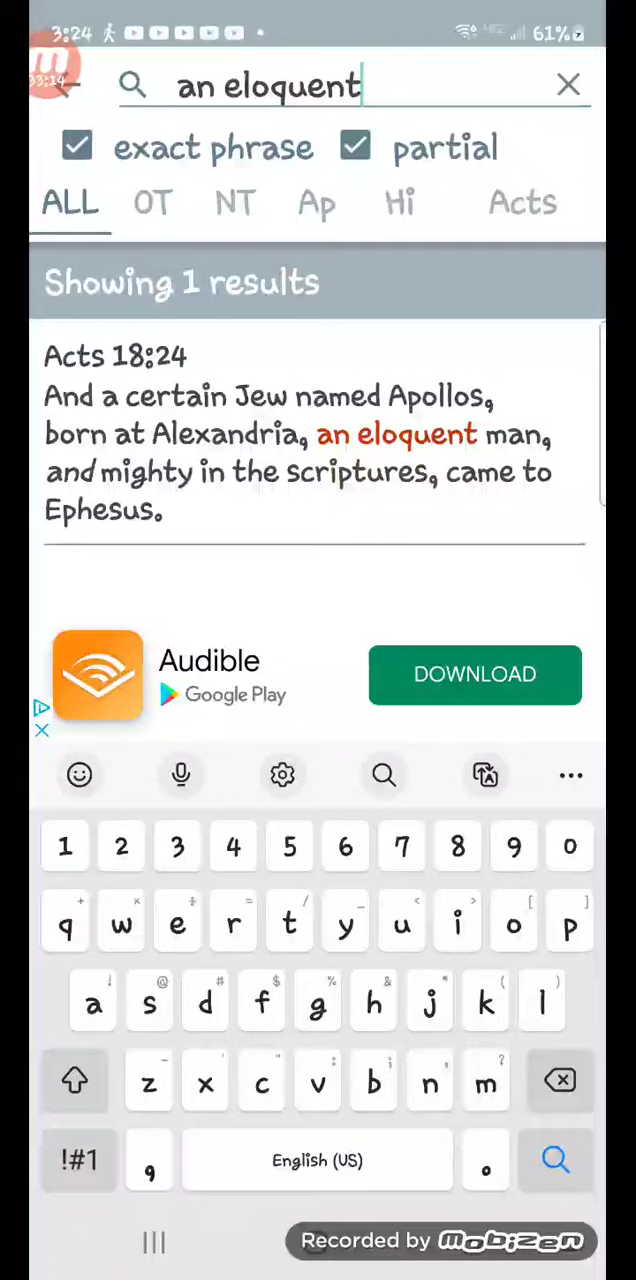 3:24 61%
33:14
an eloquent
exact phrase partial
ALL OT NT Ap Hi Acts
Showing 1 results
Acts 18:24
And a certain Jew named Apollos,
born at Alexandria, an eloquent man,
and mighty in the scriptures, came to
Ephesus.
Audible
Google Play
DOWNLOAD
1 2 3 4 5 6 7 8 9 0
+ × ÷ = / _ < > [ ]
q w e r t y u i o p
! @ # $ % & * ( )
a s d f g h j k l
- ' " : ; , ?
z x c v b n m
!#1 , English (US) .
Recorded by mobizen